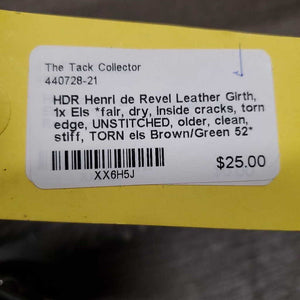 The Tack Collector
440728-21
HDR Henri de Revel Leather Girth,
1x Els *fair, dry, inside cracks, torn
edge, UNSTITCHED, older, clean,
stiff, TORN els Brown/Green 52*
$25.00
XX6H5J